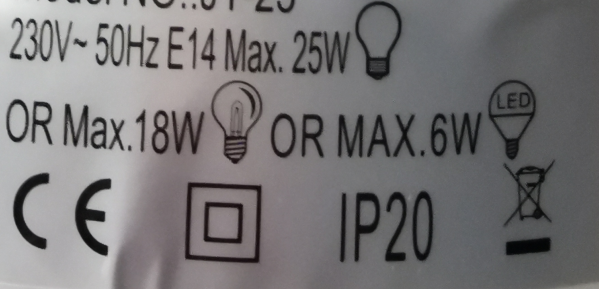 230V~ 50Hz E14 Max. 25W
OR Max.18W OR MAX.6W LED
CE IP20